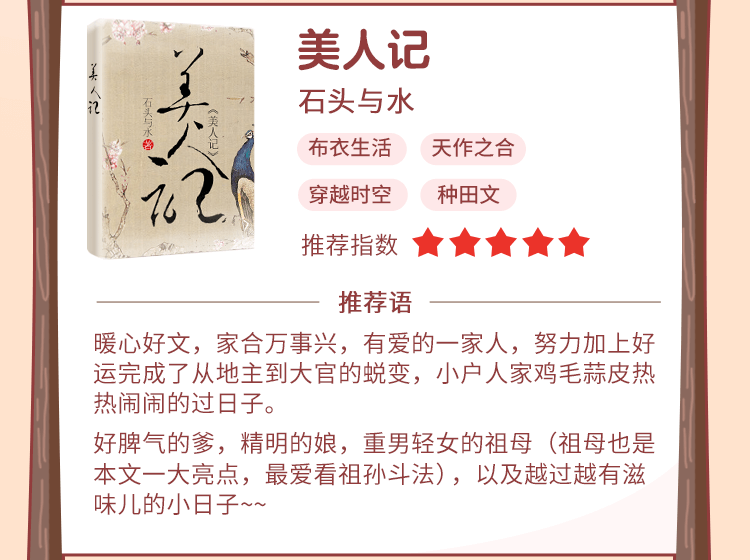 美人记
美人记
石头与水
著
《美人记》
美人记
石头与水
布衣生活
天作之合
穿越时空
种田文
推荐指数
推荐语
暖心好文，家合万事兴，有爱的一家人，努力加上好
运完成了从地主到大官的蜕变，小户人家鸡毛蒜皮热
热闹闹的过日子。
好脾气的爹，精明的娘，重男轻女的祖母（祖母也是
本文一大亮点，最爱看祖孙斗法），以及越过越有滋
味儿的小日子~~